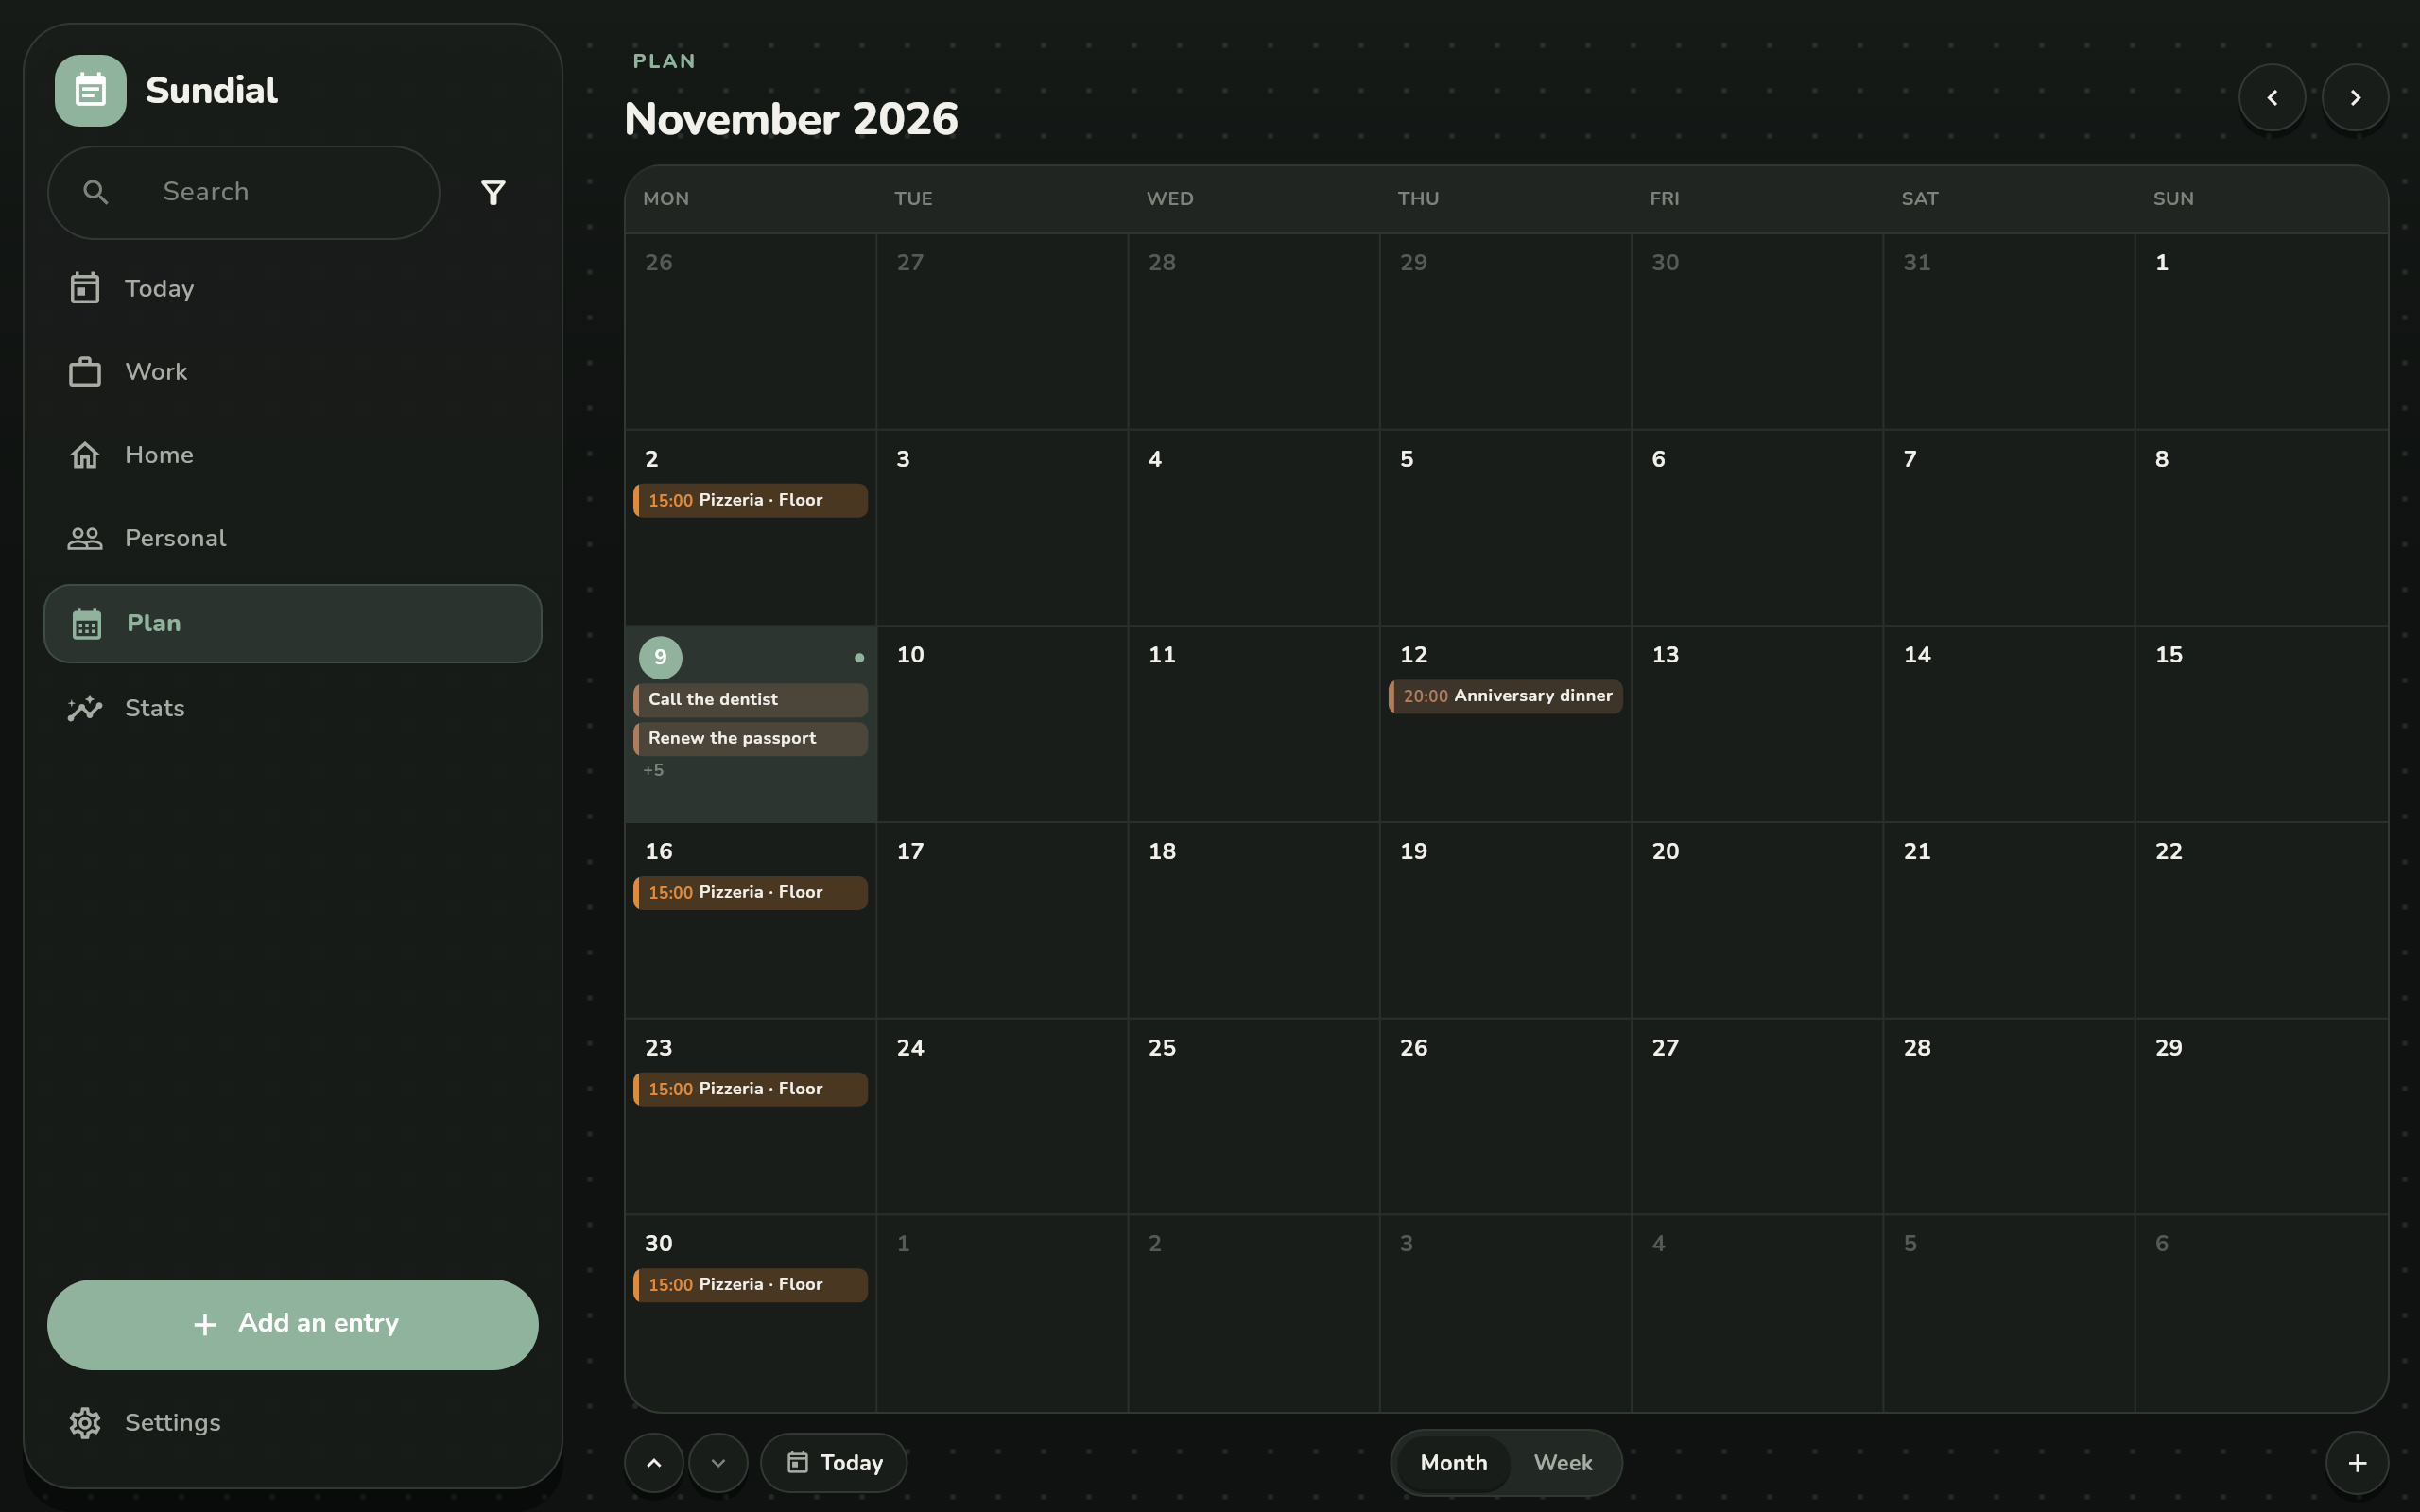 Sundial
Search
Today
Work
Home
Personal
Plan
Stats
Add an entry
Settings
PLAN
November 2026
MON TUE WED THU FRI SAT SUN
26 27 28 29 30 31 1
2 3 4 5 6 7 8
15:00 Pizzeria · Floor
9 10 11 12 13 14 15
Call the dentist
20:00 Anniversary dinner
Renew the passport
+5
16 17 18 19 20 21 22
15:00 Pizzeria · Floor
23 24 25 26 27 28 29
15:00 Pizzeria · Floor
30 1 2 3 4 5 6
15:00 Pizzeria · Floor
Today
Month Week